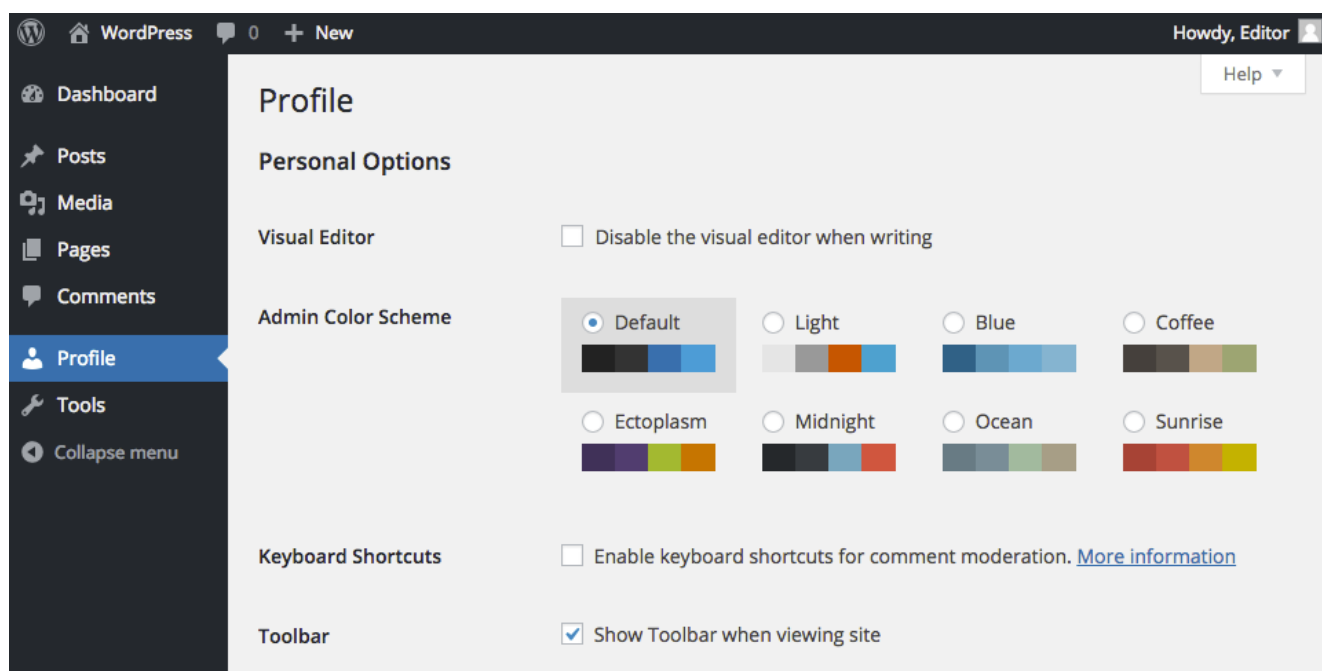 WordPress 0 New Howdy, Editor
Help
Dashboard
Posts
Media
Pages
Comments
Profile
Tools
Collapse menu
Profile
Personal Options
Visual Editor Disable the visual editor when writing
Admin Color Scheme Default Light Blue Coffee
Ectoplasm Midnight Ocean Sunrise
Keyboard Shortcuts Enable keyboard shortcuts for comment moderation. More information
Toolbar Show Toolbar when viewing site